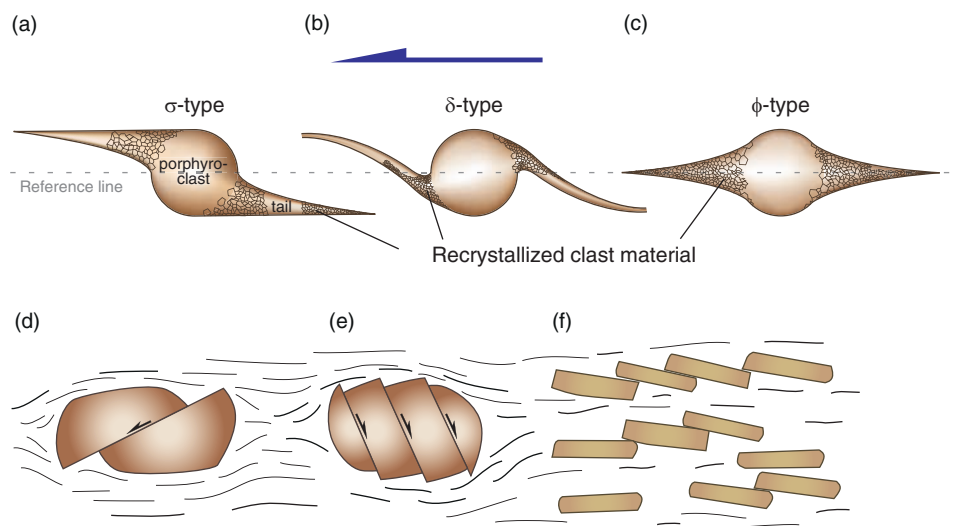 (a)
(b)
(c)
σ-type
δ-type
ϕ-type
porphyro-
clast
Reference line
tail
Recrystallized clast material
(d)
(e)
(f)